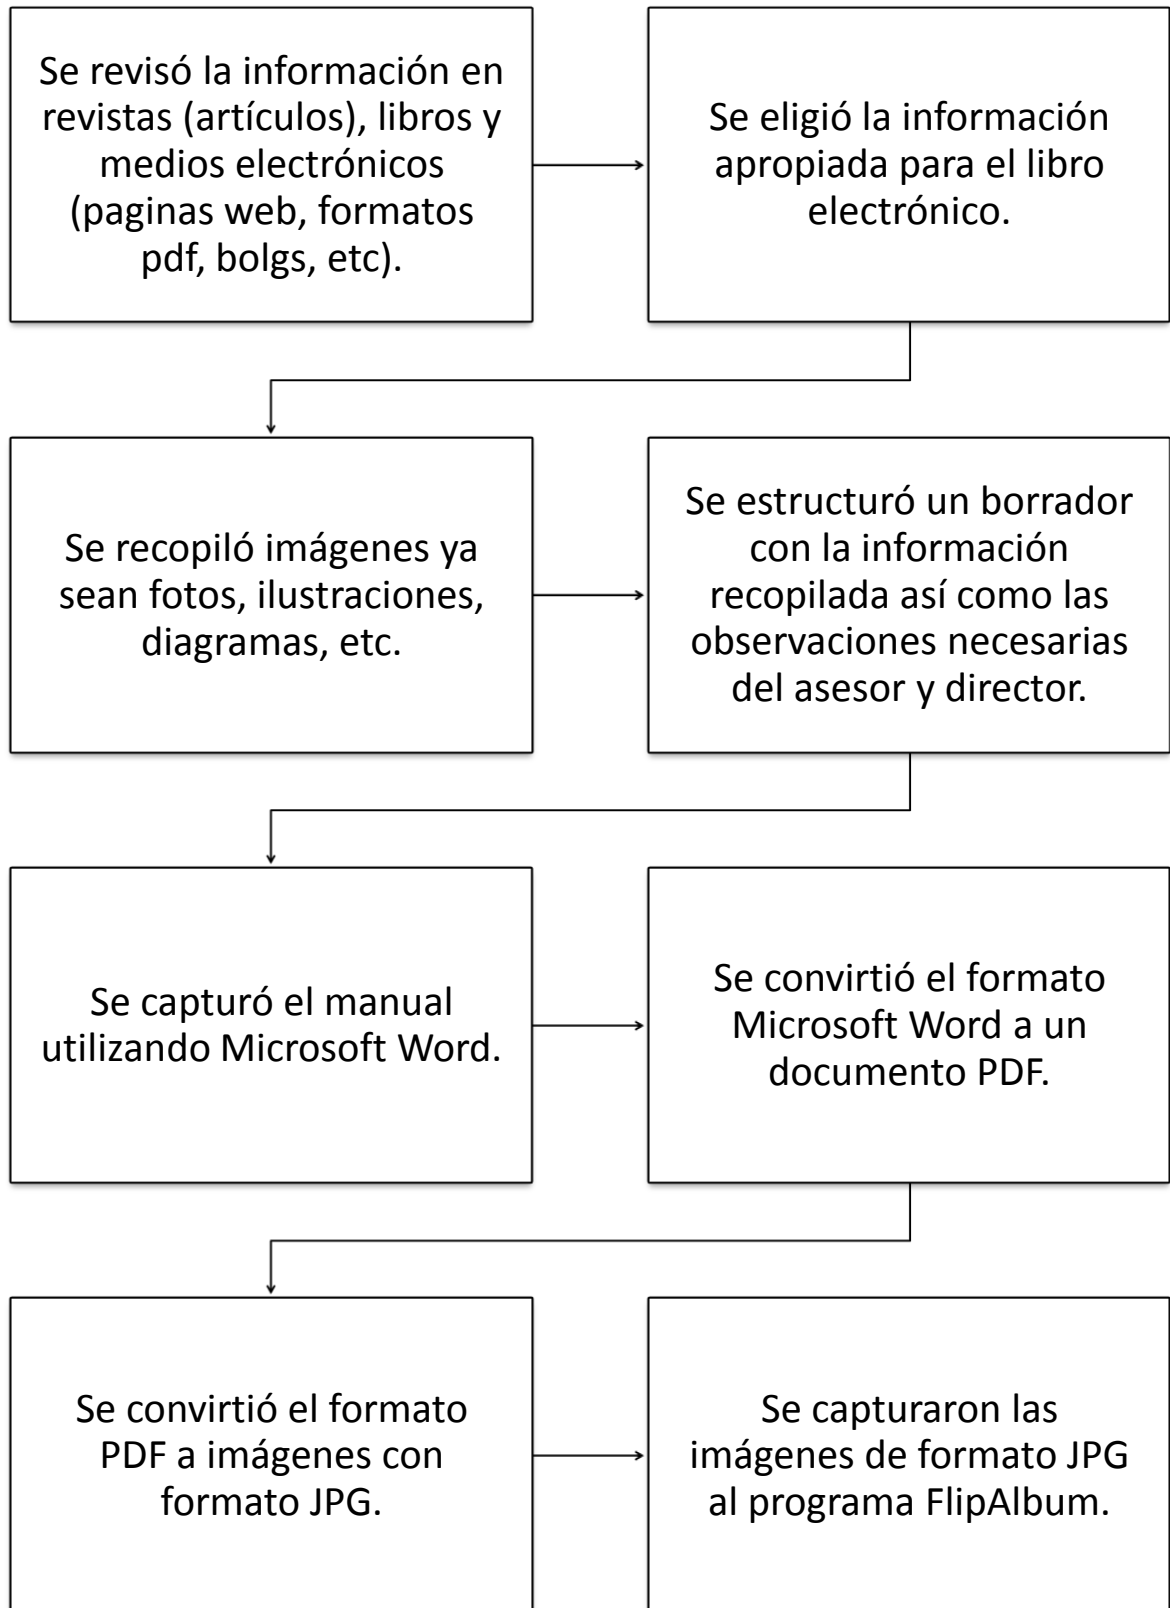 Se revisó la información en
revistas (artículos), libros y
medios electrónicos
(paginas web, formatos
pdf, bolgs, etc).
Se eligió la información
apropiada para el libro
electrónico.
Se recopiló imágenes ya
sean fotos, ilustraciones,
diagramas, etc.
Se estructuró un borrador
con la información
recopilada así como las
observaciones necesarias
del asesor y director.
Se capturó el manual
utilizando Microsoft Word.
Se convirtió el formato
Microsoft Word a un
documento PDF.
Se convirtió el formato
PDF a imágenes con
formato JPG.
Se capturaron las
imágenes de formato JPG
al programa FlipAlbum.